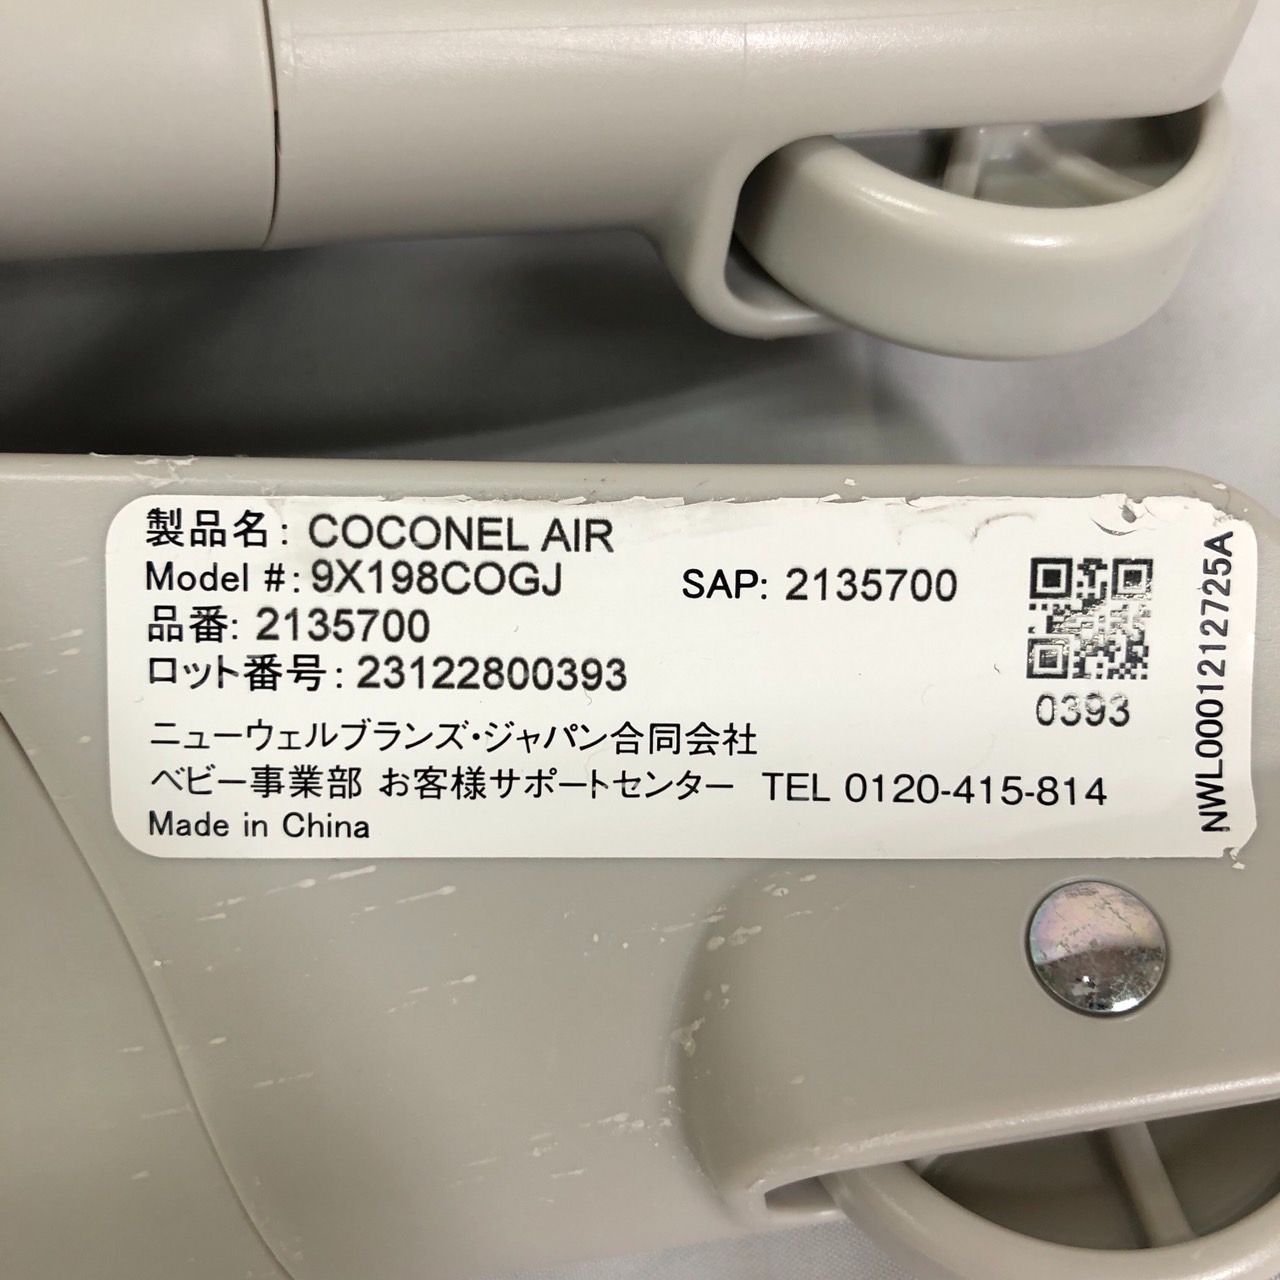 製品名: COCONEL AIR
Model #: 9X198COGJ SAP: 2135700
品番: 2135700
ロット番号: 23122800393
0393
ニューウェルブランズ・ジャパン合同会社
ベビー事業部 お客様サポートセンター TEL 0120-415-814
Made in China
NWL0001212725A